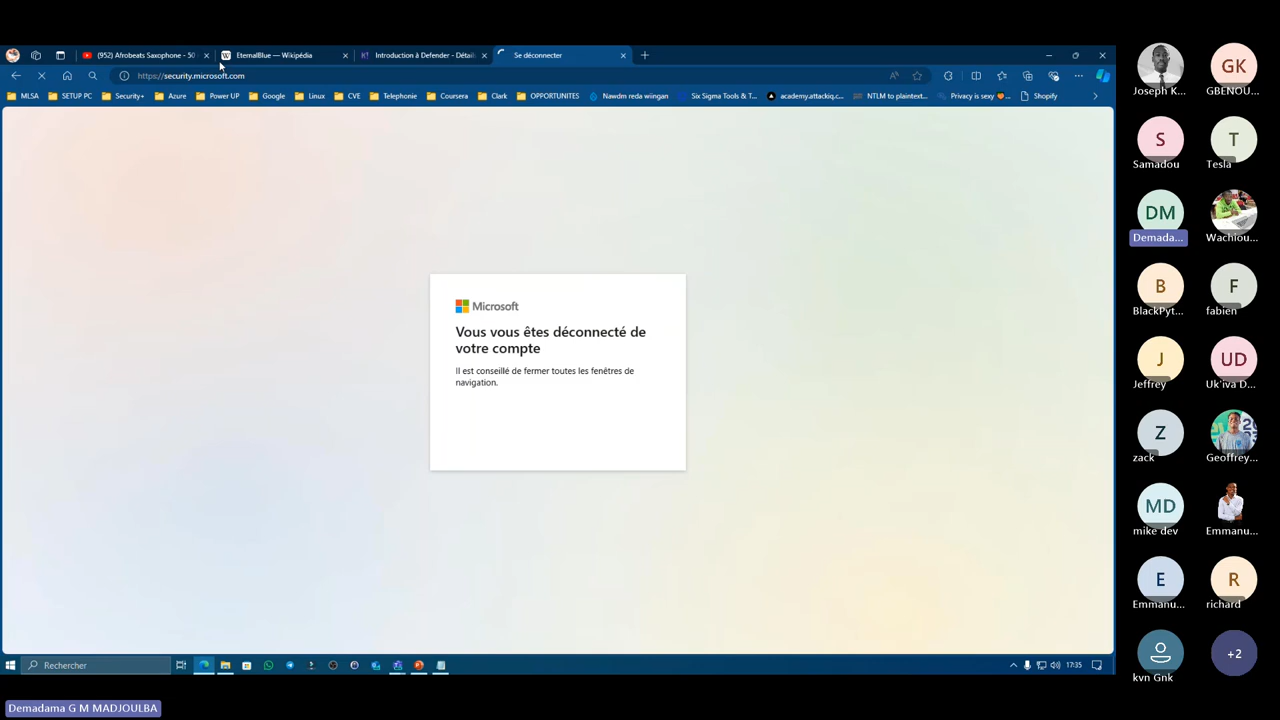 (952) Afrobeats Saxophone - 50
EternalBlue — Wikipédia
Introduction à Defender - Détail
Se déconnecter
https://security.microsoft.com
MLSA
SETUP PC
Security+
Azure
Power UP
Google
Linux
CVE
Telephonie
Coursera
Clark
OPPORTUNITES
Nawdm reda wiingan
Six Sigma Tools & T...
academy.attackiq.c...
NTLM to plaintext...
Privacy is sexy
Shopify
Microsoft
Vous vous êtes déconnecté de
votre compte
Il est conseillé de fermer toutes les fenêtres de
navigation.
Rechercher
17:35
Joseph K...
GK
GBENOU...
S
Samadou
T
Tesla
DM
Demada...
Wachiou...
B
BlackPyt...
F
fabien
J
Jeffrey
UD
Uk'iva D...
Z
zack
Geoffrey...
MD
mike dev
Emmanu...
E
Emmanu...
R
richard
kvn Gnk
+2
Demadama G M MADJOULBA